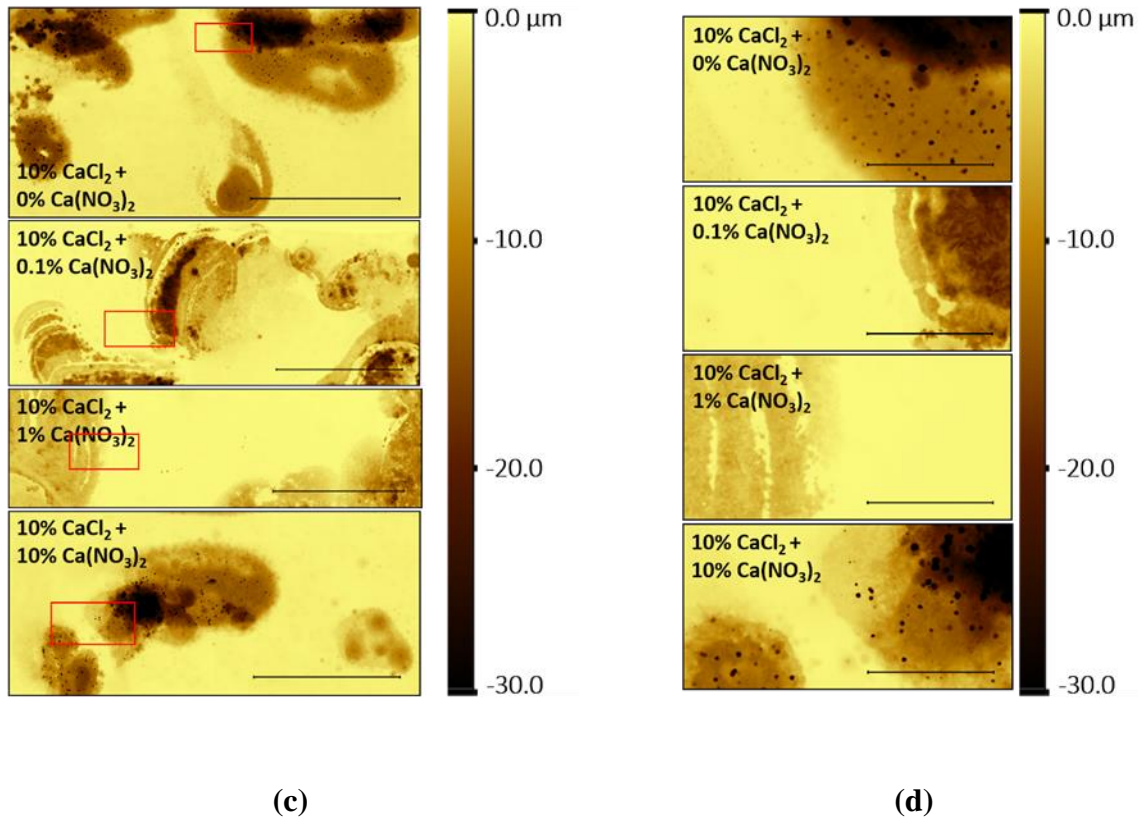 10% CaCl₂ +
0% Ca(NO₃)₂
10% CaCl₂ +
0.1% Ca(NO₃)₂
10% CaCl₂ +
1% Ca(NO₃)₂
10% CaCl₂ +
10% Ca(NO₃)₂
0.0 µm
-10.0
-20.0
-30.0
(c)
10% CaCl₂ +
0% Ca(NO₃)₂
10% CaCl₂ +
0.1% Ca(NO₃)₂
10% CaCl₂ +
1% Ca(NO₃)₂
10% CaCl₂ +
10% Ca(NO₃)₂
0.0 µm
-10.0
-20.0
-30.0
(d)